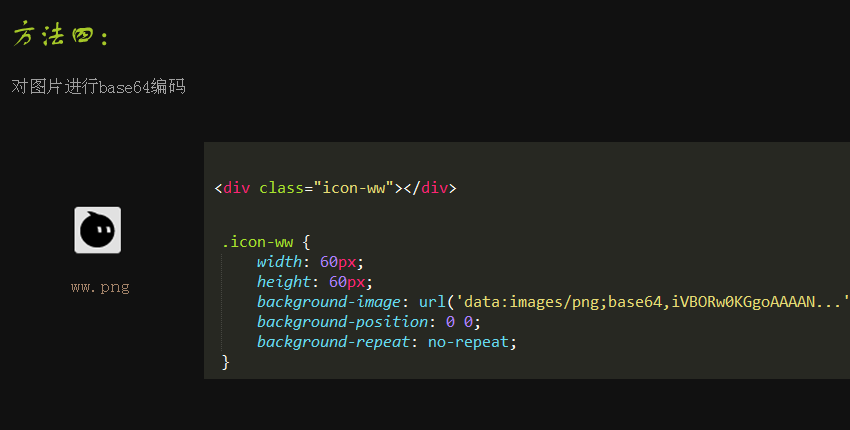 方法四：
对图片进行base64编码
<div class="icon-ww"></div>
.icon-ww {
width: 60px;
height: 60px;
ww.png
background-image: url('data:images/png;base64,iVBORw0KGgoAAAAN...'
background-position: 0 0;
background-repeat: no-repeat;
}